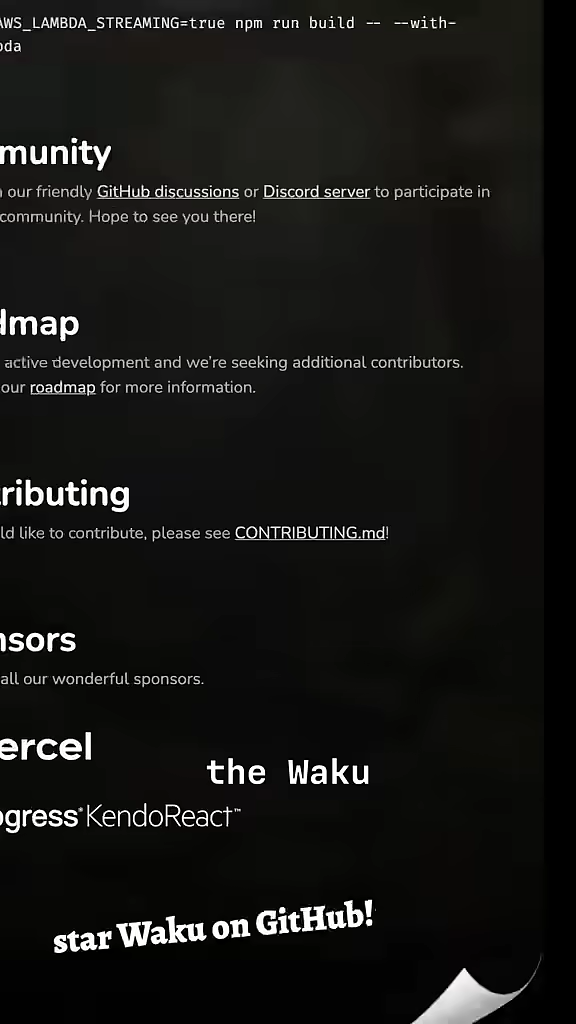 AWS_LAMBDA_STREAMING=true npm run build -- --with-
bda
munity
our friendly GitHub discussions or Discord server to participate in
community. Hope to see you there!
dmap
active development and we're seeking additional contributors.
our roadmap for more information.
tributing
ld like to contribute, please see CONTRIBUTING.md!
nsors
all our wonderful sponsors.
ercel
the Waku
ogress® KendoReact™
star Waku on GitHub!